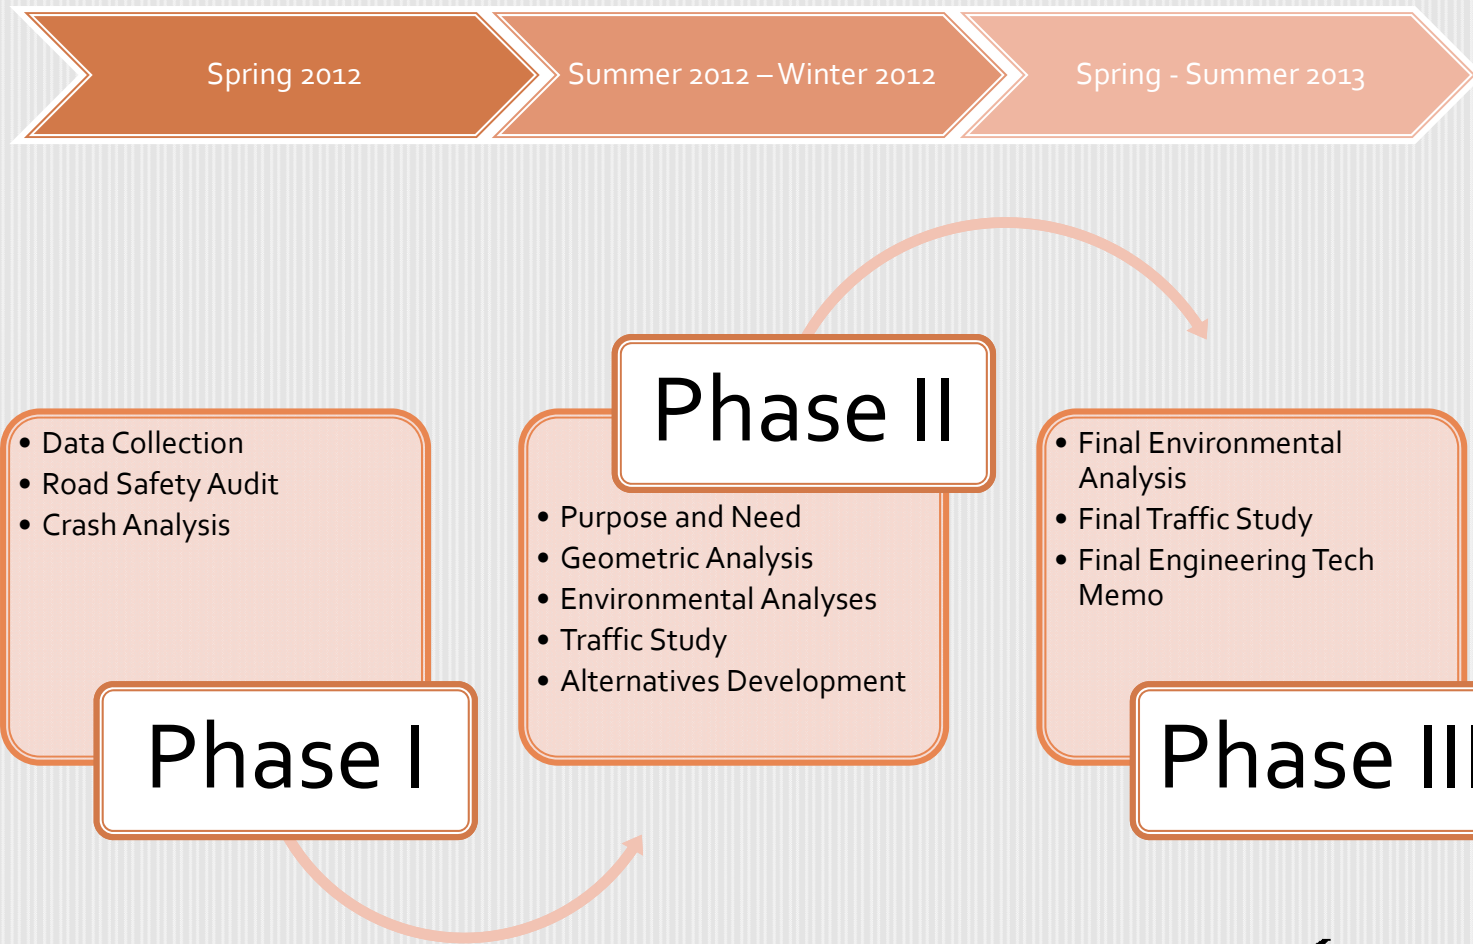 Spring 2012
Summer 2012 – Winter 2012
Spring - Summer 2013
• Data Collection
• Road Safety Audit
• Crash Analysis
Phase I
Phase II
• Purpose and Need
• Geometric Analysis
• Environmental Analyses
• Traffic Study
• Alternatives Development
• Final Environmental
Analysis
• Final Traffic Study
• Final Engineering Tech
Memo
Phase III